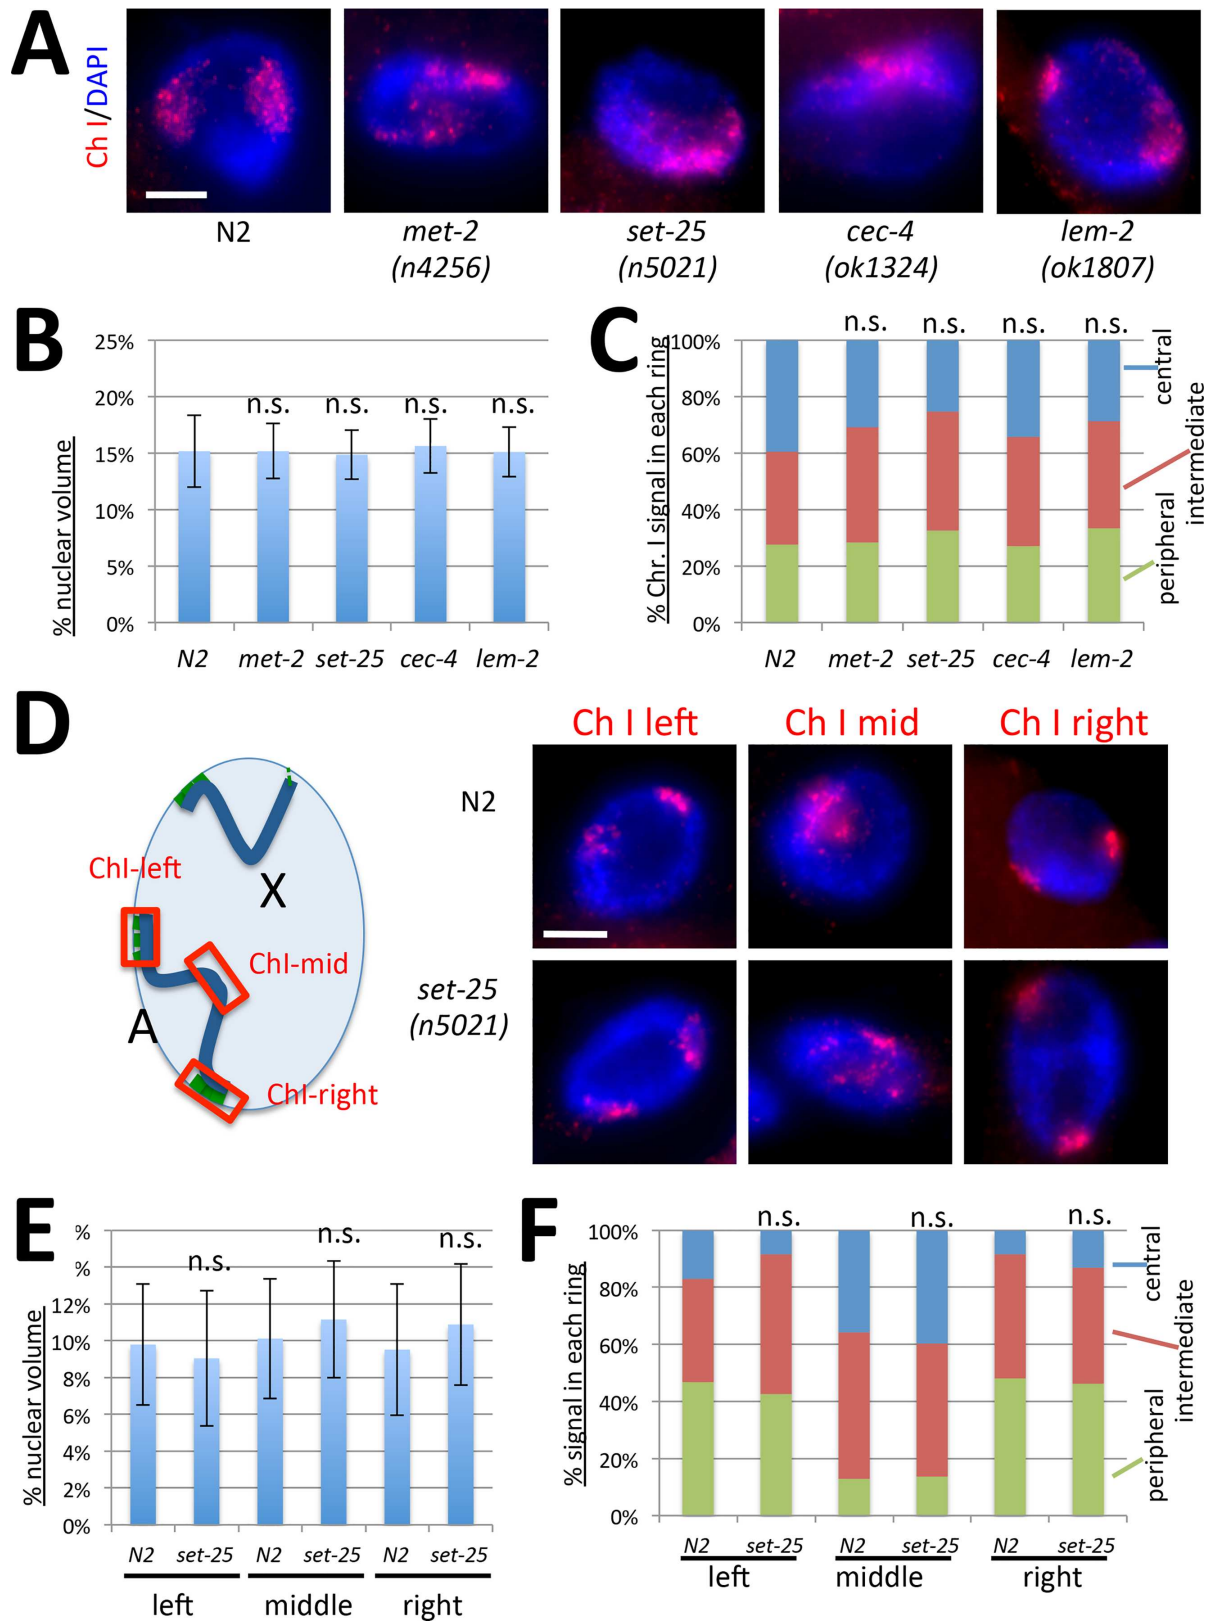 A
Ch I/DAPI
N2
met-2
(n4256)
set-25
(n5021)
cec-4
(ok1324)
lem-2
(ok1807)
B
25%
20%
15%
10%
5%
0%
% nuclear volume
n.s.
n.s.
n.s.
n.s.
N2
met-2
set-25
cec-4
lem-2
C
100%
80%
60%
40%
20%
0%
% Chr. I signal in each ring
n.s.
n.s.
n.s.
n.s.
N2
met-2
set-25
cec-4
lem-2
central
intermediate
peripheral
D
ChI-left
X
ChI-mid
A
ChI-right
Ch I left
Ch I mid
Ch I right
N2
set-25
(n5021)
E
%
%
12%
10%
8%
6%
4%
2%
0%
% nuclear volume
n.s.
n.s.
n.s.
N2
set-25
N2
set-25
N2
set-25
left
middle
right
F
100%
80%
60%
40%
20%
0%
% signal in each ring
n.s.
n.s.
n.s.
N2
set-25
N2
set-25
N2
set-25
left
middle
right
central
intermediate
peripheral